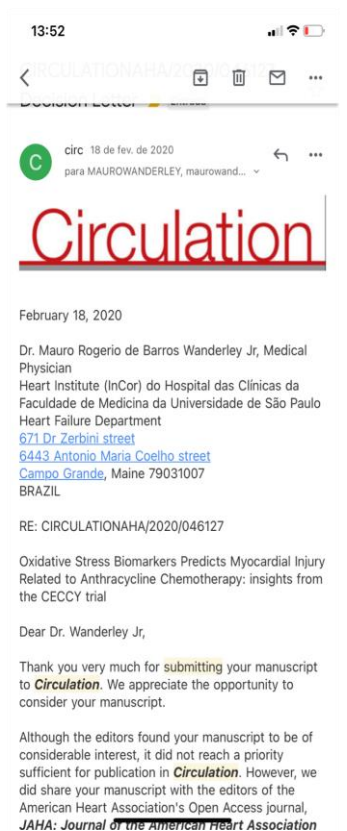 13:52
CIRCULATIONAHA/2020/046127
Decision Letter
circ 18 de fev. de 2020
C
para MAUROWANDERLEY, maurowand...
Circulation
February 18, 2020
Dr. Mauro Rogerio de Barros Wanderley Jr, Medical
Physician
Heart Institute (InCor) do Hospital das Clínicas da
Faculdade de Medicina da Universidade de São Paulo
Heart Failure Department
671 Dr Zerbini street
6443 Antonio Maria Coelho street
Campo Grande, Maine 79031007
BRAZIL
RE: CIRCULATIONAHA/2020/046127
Oxidative Stress Biomarkers Predicts Myocardial Injury
Related to Anthracycline Chemotherapy: insights from
the CECCY trial
Dear Dr. Wanderley Jr,
Thank you very much for submitting your manuscript
to Circulation. We appreciate the opportunity to
consider your manuscript.
Although the editors found your manuscript to be of
considerable interest, it did not reach a priority
sufficient for publication in Circulation. However, we
did share your manuscript with the editors of the
American Heart Association's Open Access journal,
JAHA: Journal of the American Heart Association